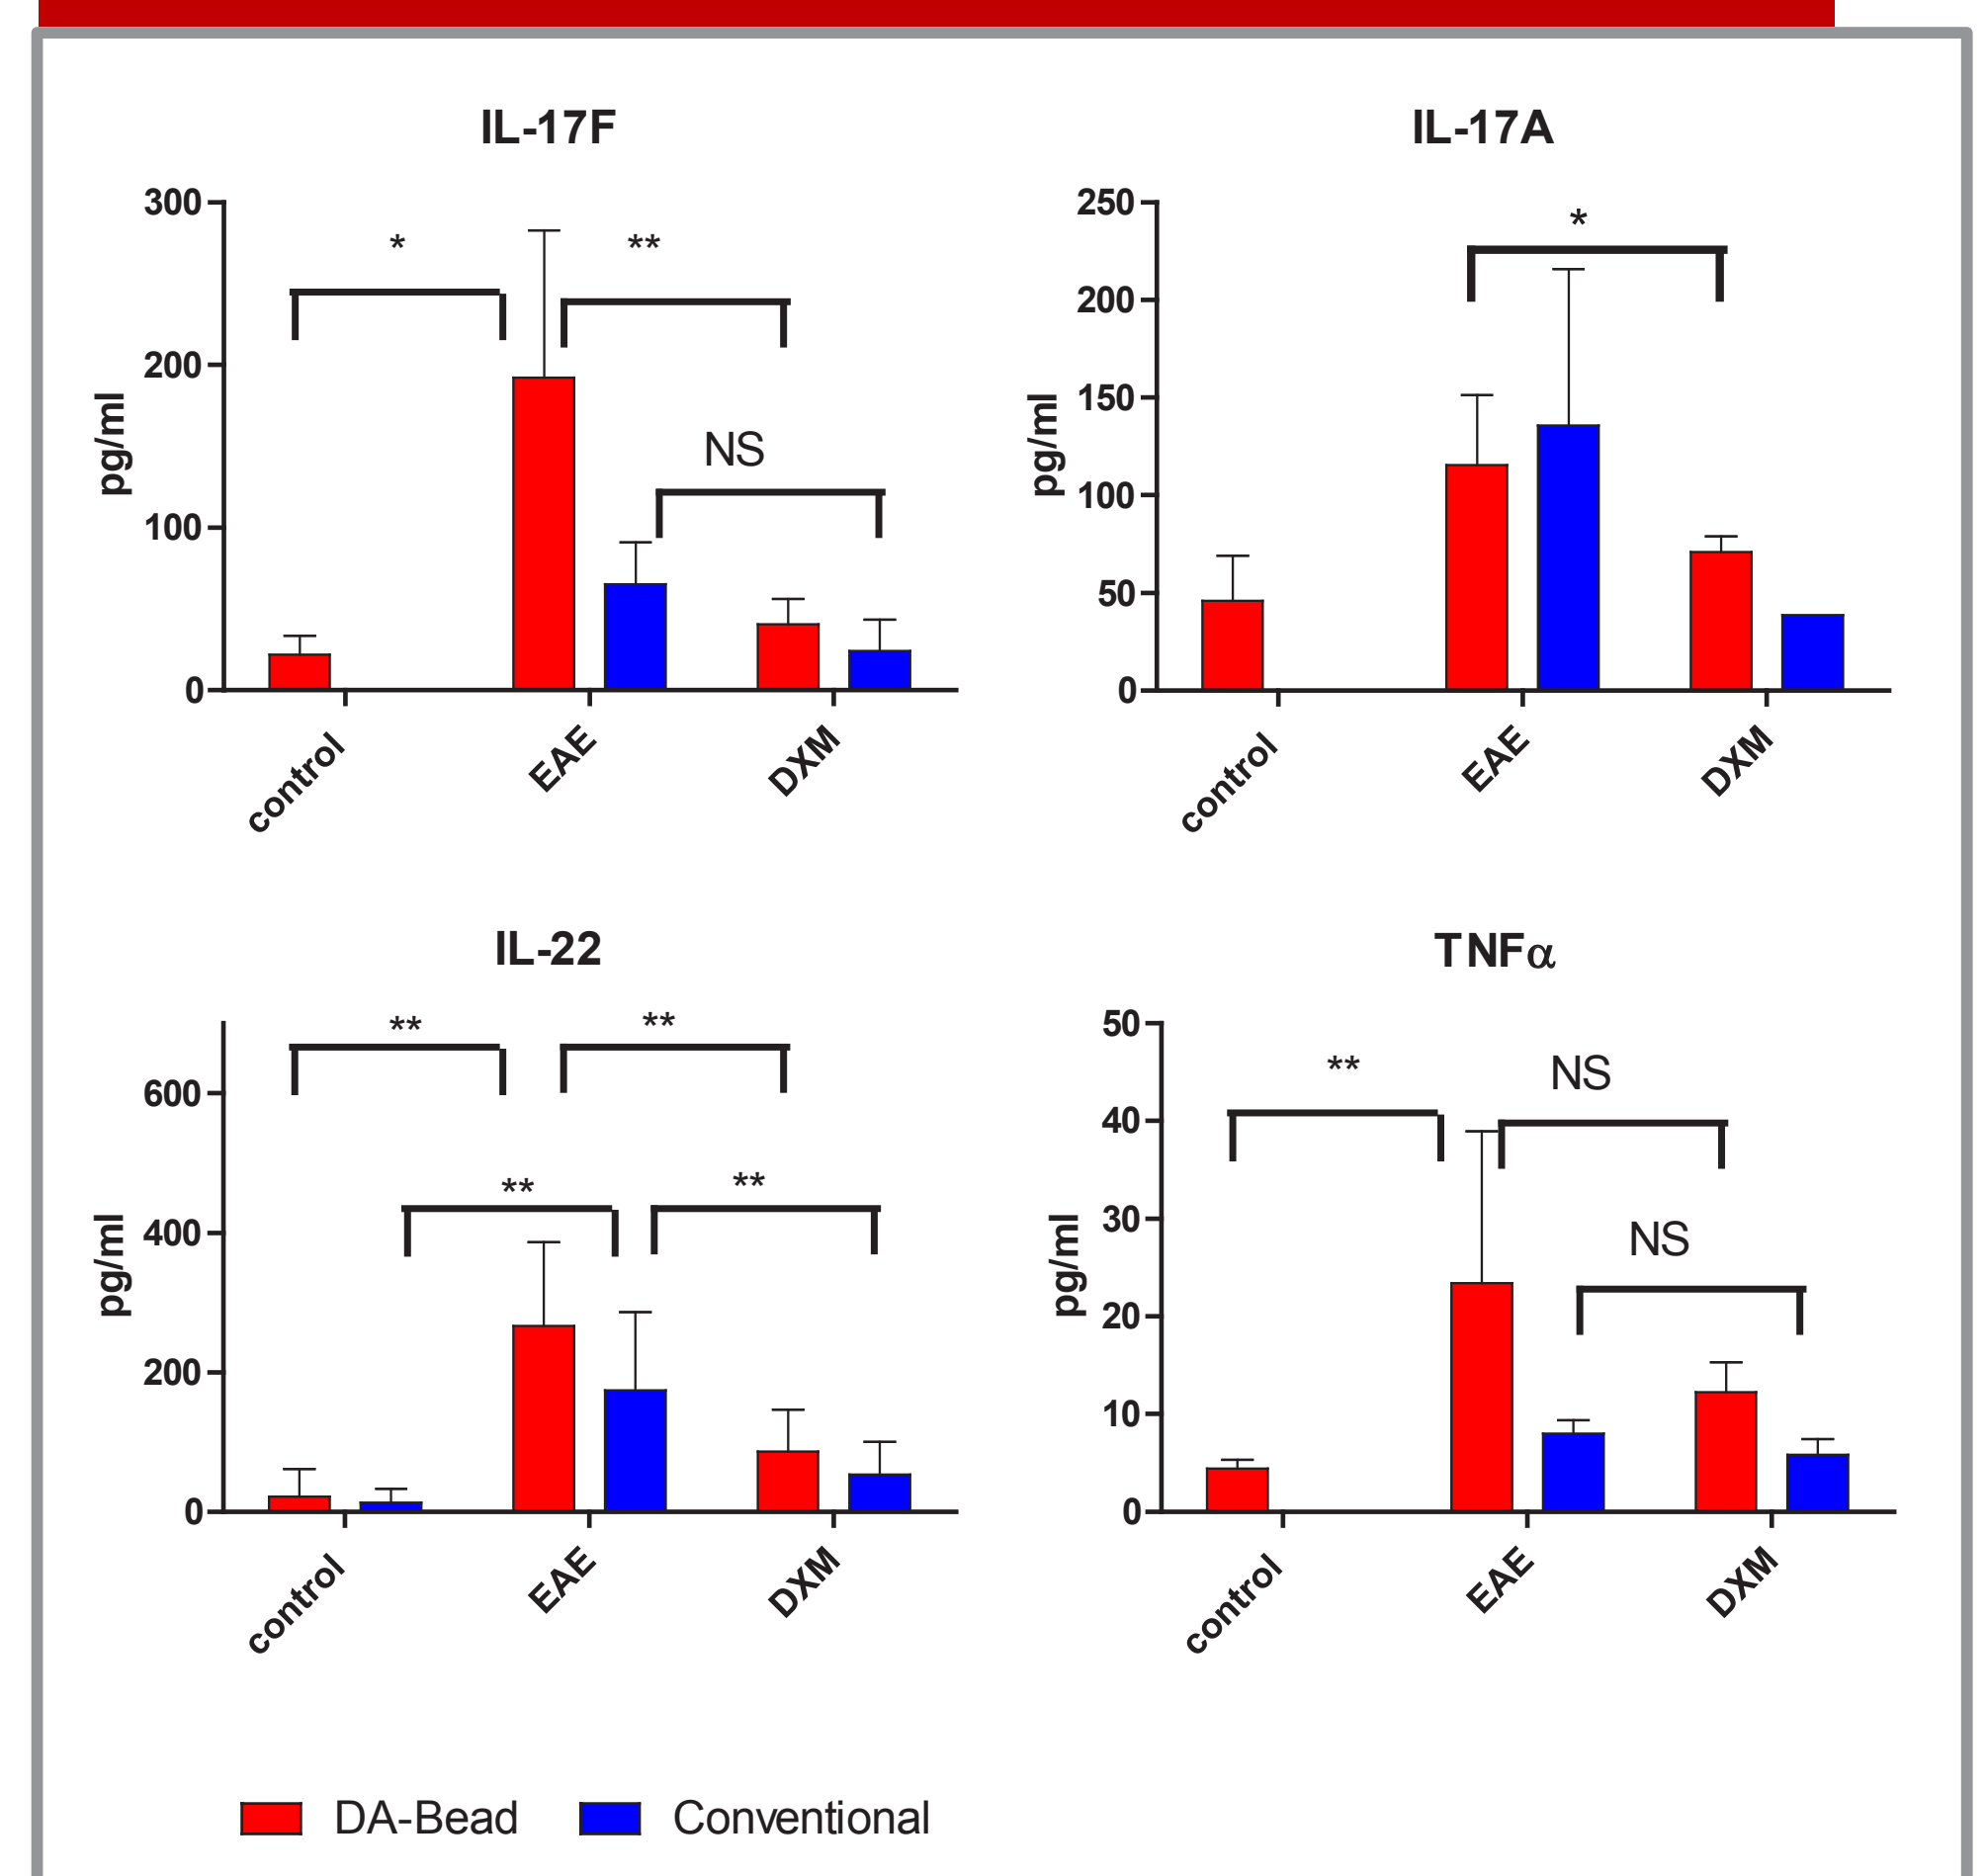 IL-17F
300
200
100
0
pg/ml
*
**
NS
control
EAE
DXM
IL-17A
250
200
150
100
50
0
pg/ml
*
control
EAE
DXM
IL-22
600
400
200
0
pg/ml
**
**
**
**
control
EAE
DXM
TNFα
50
40
30
20
10
0
pg/ml
**
NS
NS
control
EAE
DXM
DA-Bead
Conventional